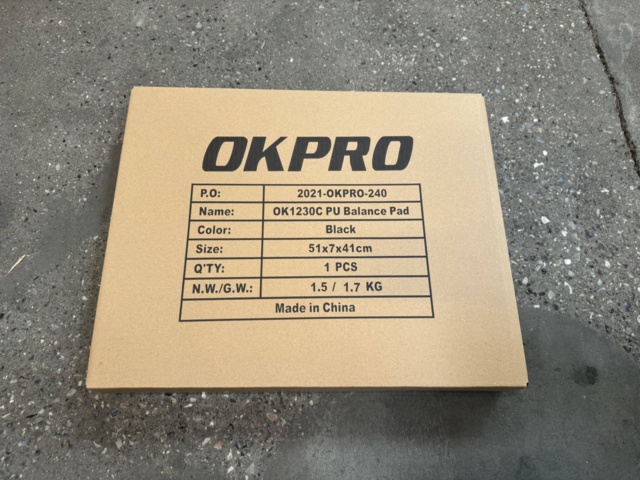 OKPRO
P.O: 2021-OKPRO-240
Name: OK1230C PU Balance Pad
Color: Black
Size: 51x7x41cm
Q'TY: 1 PCS
N.W./G.W.: 1.5 / 1.7 KG
Made in China